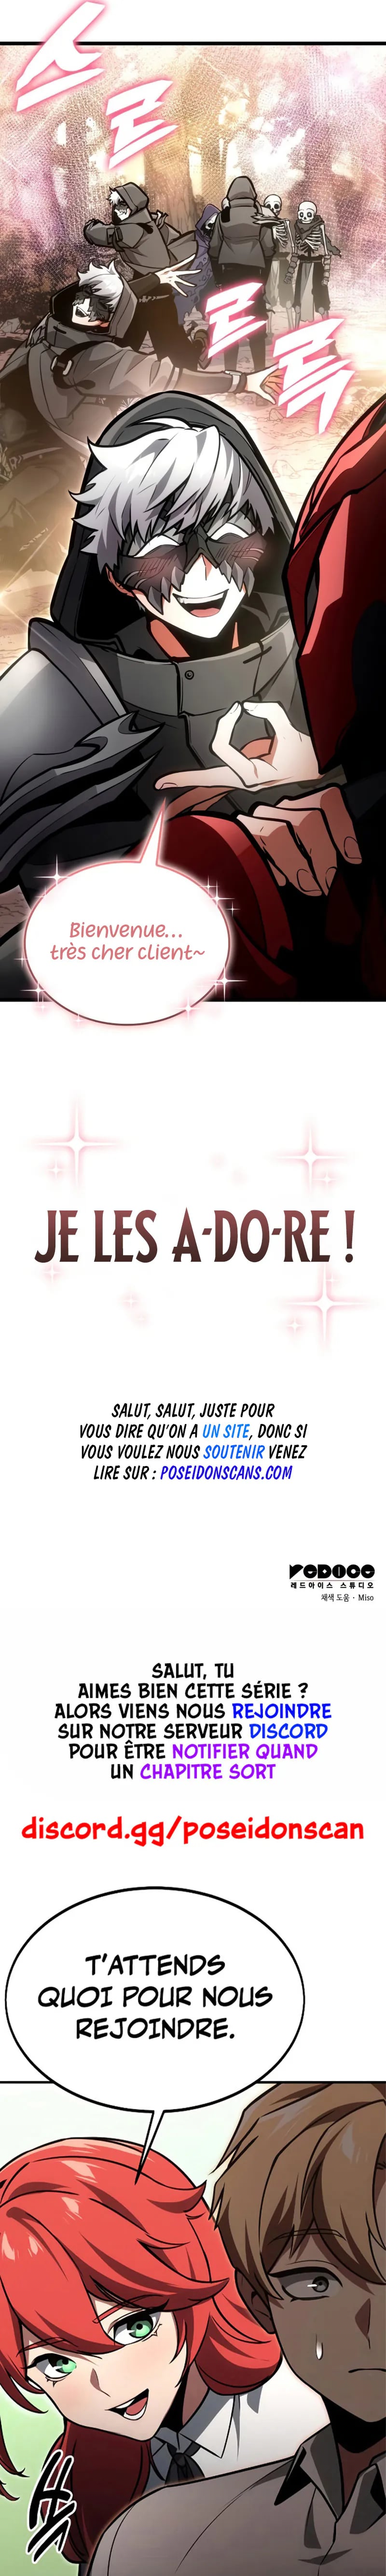 스
르
르
륵
Bienvenue...
très cher client~
JE LES A-DO-RE !
SALUT, SALUT, JUSTE POUR
VOUS DIRE QU'ON A UN SITE, DONC SI
VOUS VOULEZ NOUS SOUTENIR VENEZ
LIRE SUR : POSEIDONSCANS.COM
REDICE
레드아이스 스튜디오
채색 도움 · Miso
SALUT, TU
AIMES BIEN CETTE SÉRIE ?
ALORS VIENS NOUS REJOINDRE
SUR NOTRE SERVEUR DISCORD
POUR ÊTRE NOTIFIER QUAND
UN CHAPITRE SORT
discord.gg/poseidonscan
T'ATTENDS
QUOI POUR NOUS
REJOINDRE.